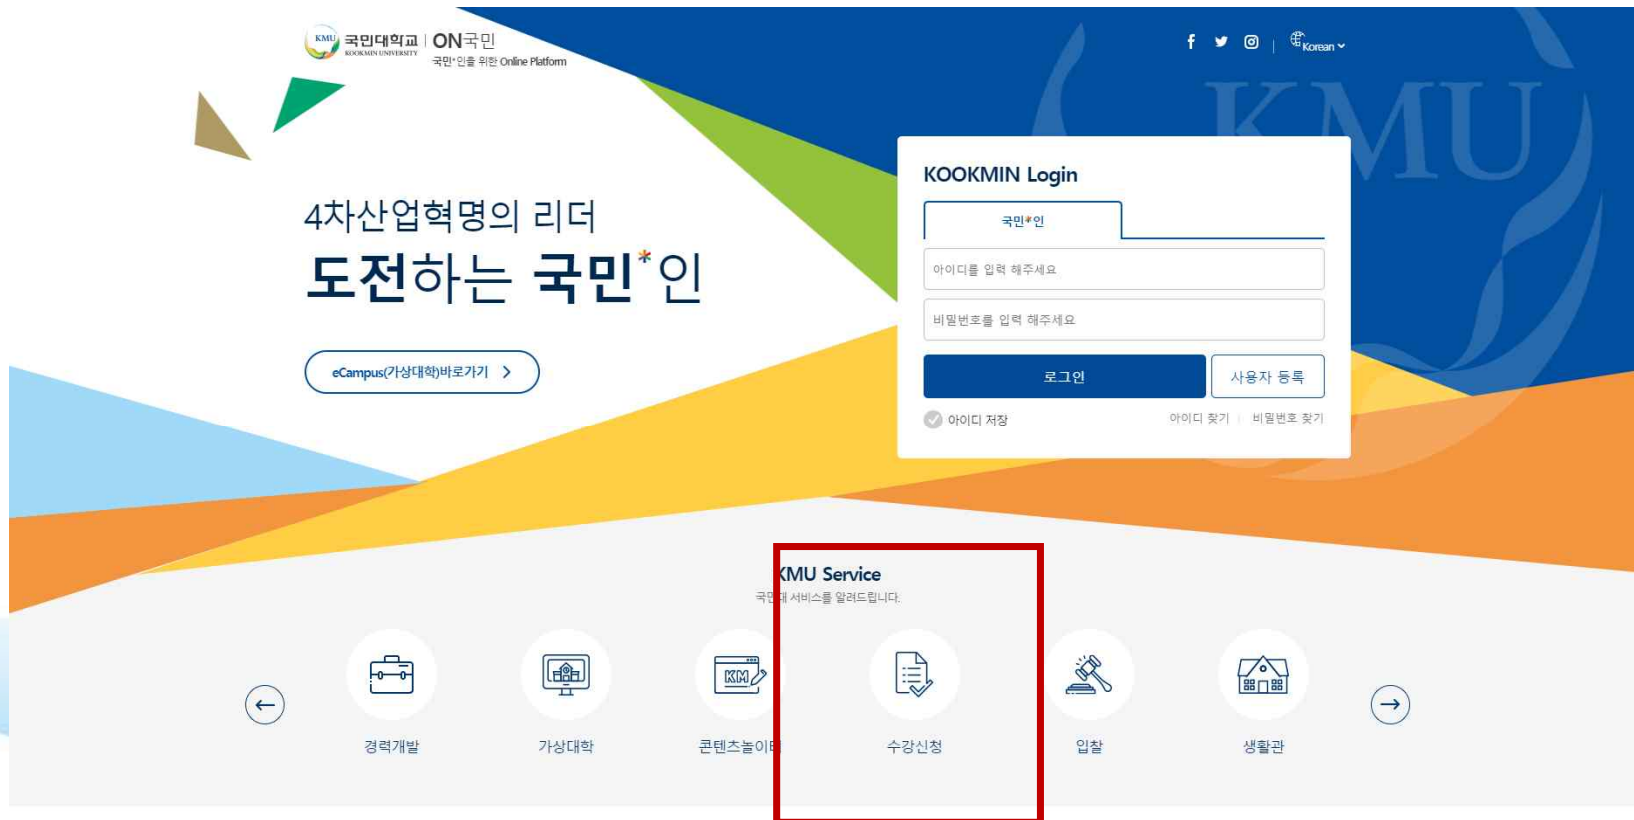 KMU 국민대학교 ON국민
KOOKMIN UNIVERSITY
국민*인을 위한 Online Platform
Korean
KMU
4차산업혁명의 리더
도전하는 국민*인
eCampus(가상대학)바로가기
KOOKMIN Login
국민*인
아이디를 입력 해주세요
비밀번호를 입력 해주세요
로그인 사용자 등록
아이디 저장 아이디 찾기 비밀번호 찾기
KMU Service
국민대 서비스를 알려드립니다.
KM
경력개발 가상대학 콘텐츠놀이터 수강신청 입찰 생활관